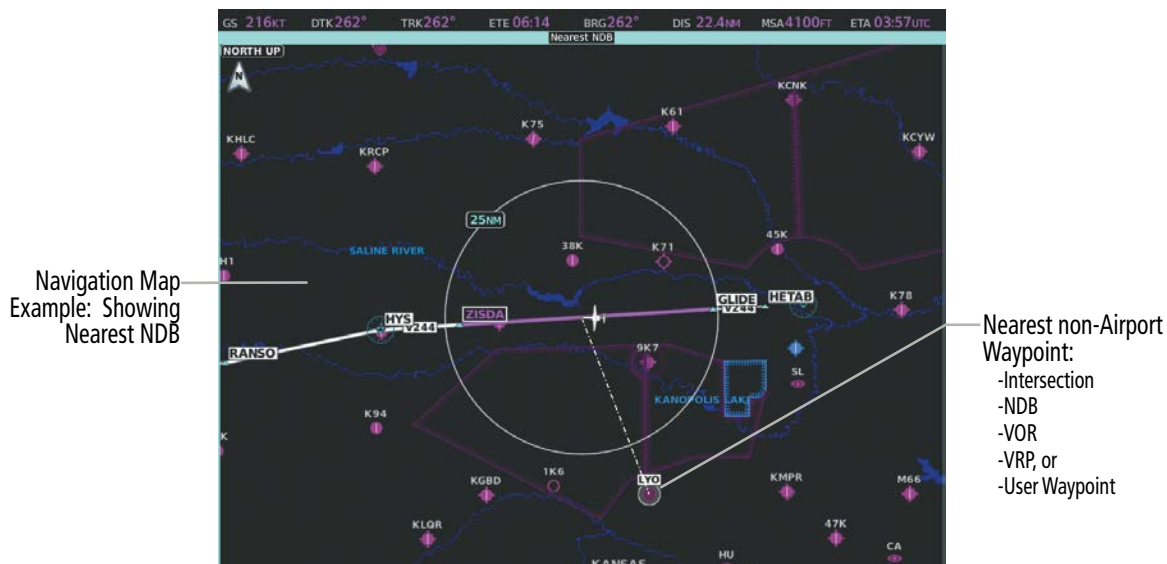 GS 216KT DTK262° TRK262° ETE 06:14 BRG262° DIS 22.4NM MSA4100FT ETA 03:57UTC
Nearest NDB
NORTH UP
N
KCNK
K61
K75
KHLC
KCYW
KRCP
25NM
45K
SALINE RIVER
38K
K71
H1
GLIDE
HETAB
V244
K78
ZISDA
HYS
V244
RANSO
9K7
SL
KANOPOLIS LAKE
K94
K
1K6
KGBD
LYO
KMPR
M66
KLQR
47K
CA
HU
KANSAS
Navigation Map
Example: Showing
Nearest NDB
Nearest non-Airport
Waypoint:
-Intersection
-NDB
-VOR
-VRP, or
-User Waypoint